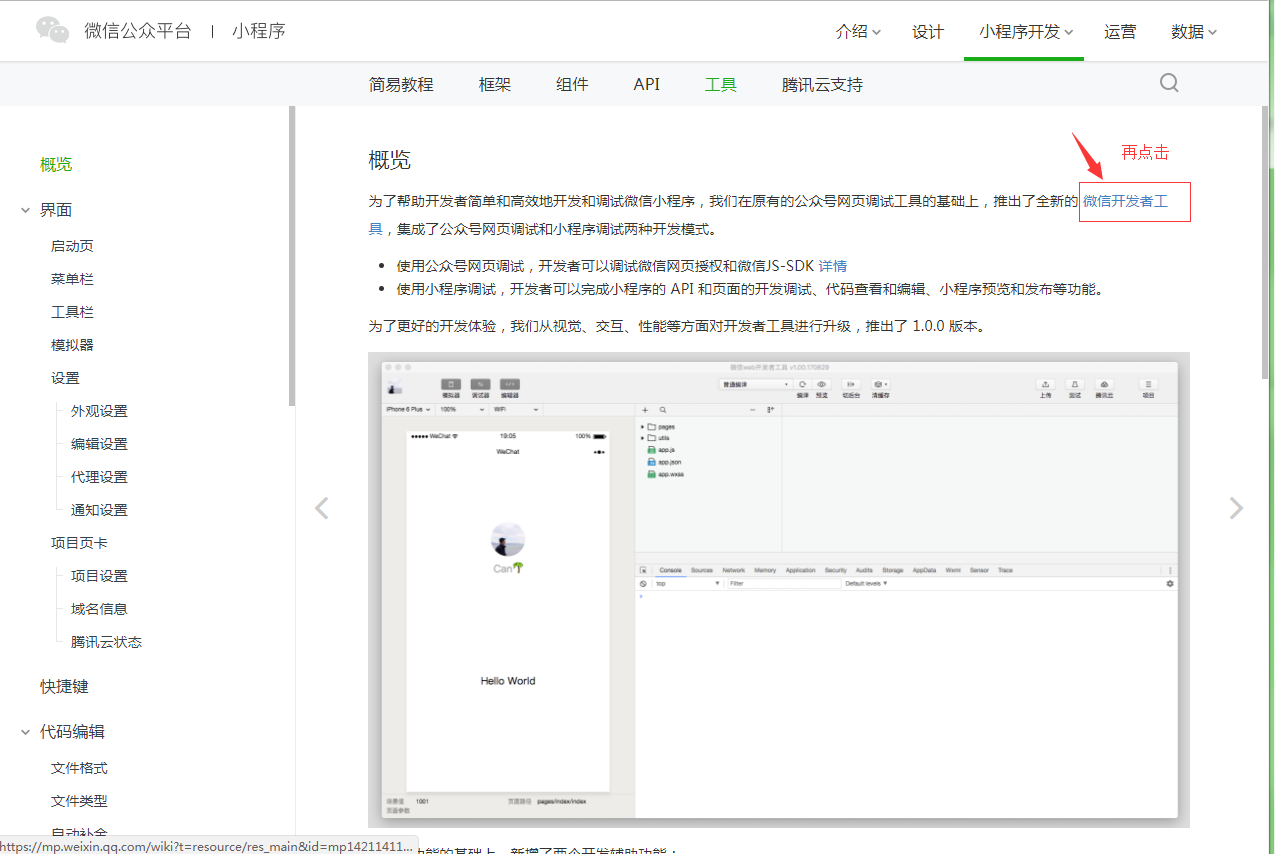 微信公众平台 | 小程序
介绍 设计 小程序开发 运营 数据
简易教程 框架 组件 API 工具 腾讯云支持
概览
界面
启动页
菜单栏
工具栏
模拟器
设置
外观设置
编辑设置
代理设置
通知设置
项目页卡
项目设置
域名信息
腾讯云状态
快捷键
代码编辑
文件格式
文件类型
自动补全
概览
再点击
为了帮助开发者简单和高效地开发和调试微信小程序，我们在原有的公众号网页调试工具的基础上，推出了全新的 微信开发者工
具，集成了公众号网页调试和小程序调试两种开发模式。
使用公众号网页调试，开发者可以调试微信网页授权和微信JS-SDK 详情
使用小程序调试，开发者可以完成小程序的 API 和页面的开发调试、代码查看和编辑、小程序预览和发布等功能。
为了更好的开发体验，我们从视觉、交互、性能等方面对开发者工具进行升级，推出了 1.0.0 版本。
微信web开发者工具 v1.00.170828
模拟器 调试器 编辑器 普通编译 编译 预览 切后台 清缓存 上传 测试 腾讯云 项目
iPhone 6 Plus 100% WiFi
WeChat 19:05 100%
WeChat
Can
Hello World
pages
utils
app.js
app.json
app.wxss
Console Sources Network Memory Application Security Audits Storage AppData Wxml Sensor Trace
top Filter Default levels
场景值 1001 页面路径 pages/index/index
页面参数
功能的基础上，新增了两个开发辅助功能：
https://mp.weixin.qq.com/wiki?t=resource/res_main&id=mp14211411...